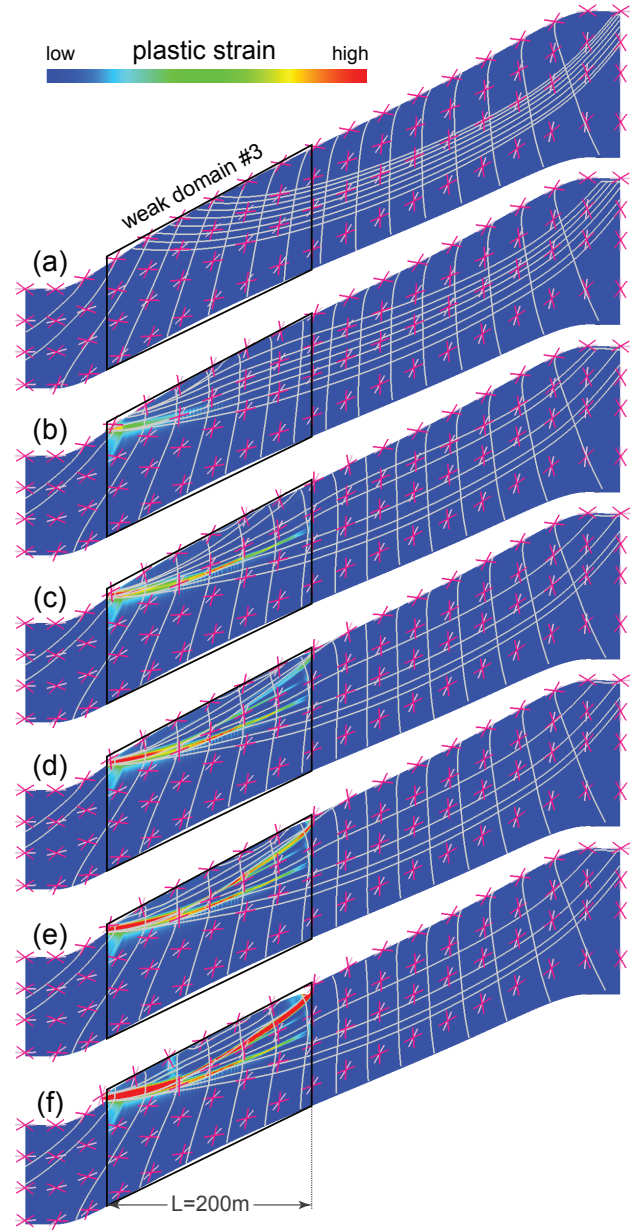 plastic strain
low high
weak domain #3
(a)
(b)
(c)
(d)
(e)
(f)
L=200m